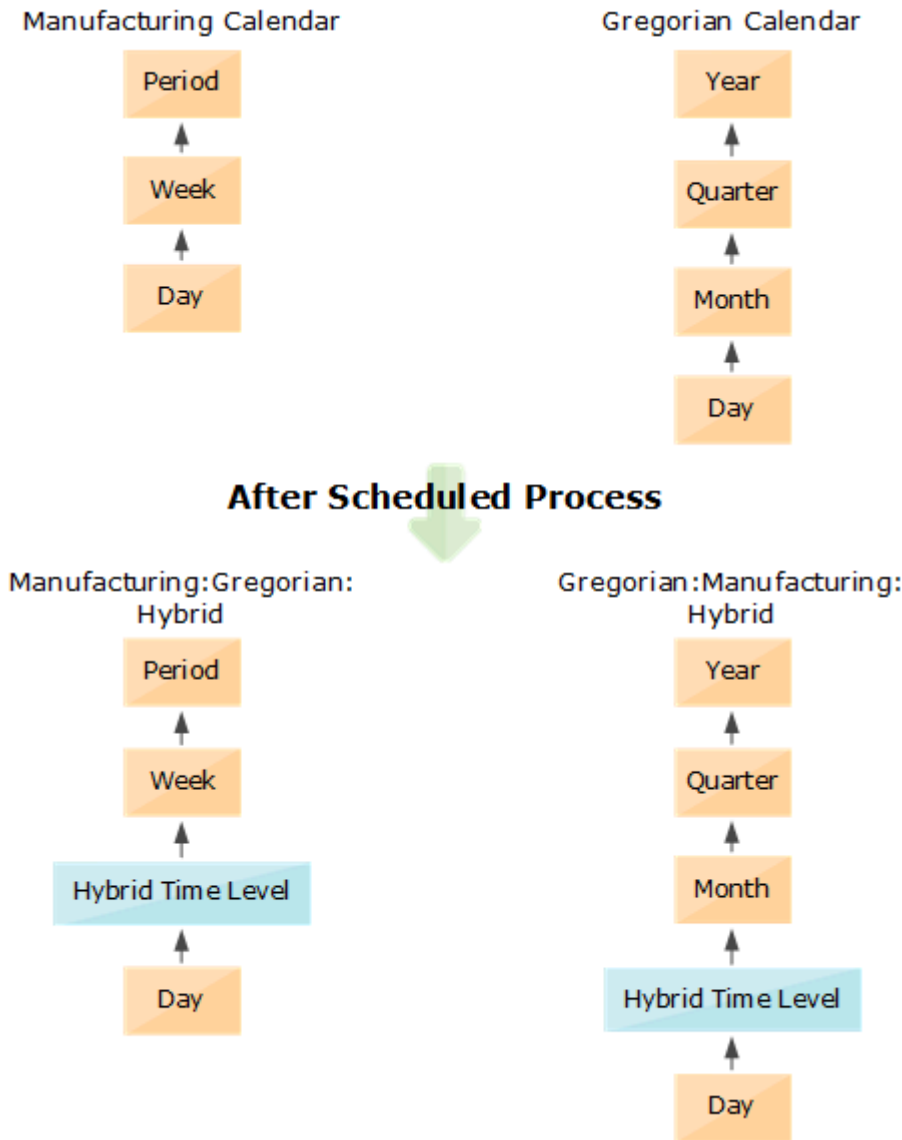 Manufacturing Calendar
Period
Week
Day
Gregorian Calendar
Year
Quarter
Month
Day
After Scheduled Process
Manufacturing:Gregorian:
Hybrid
Period
Week
Hybrid Time Level
Day
Gregorian:Manufacturing:
Hybrid
Year
Quarter
Month
Hybrid Time Level
Day